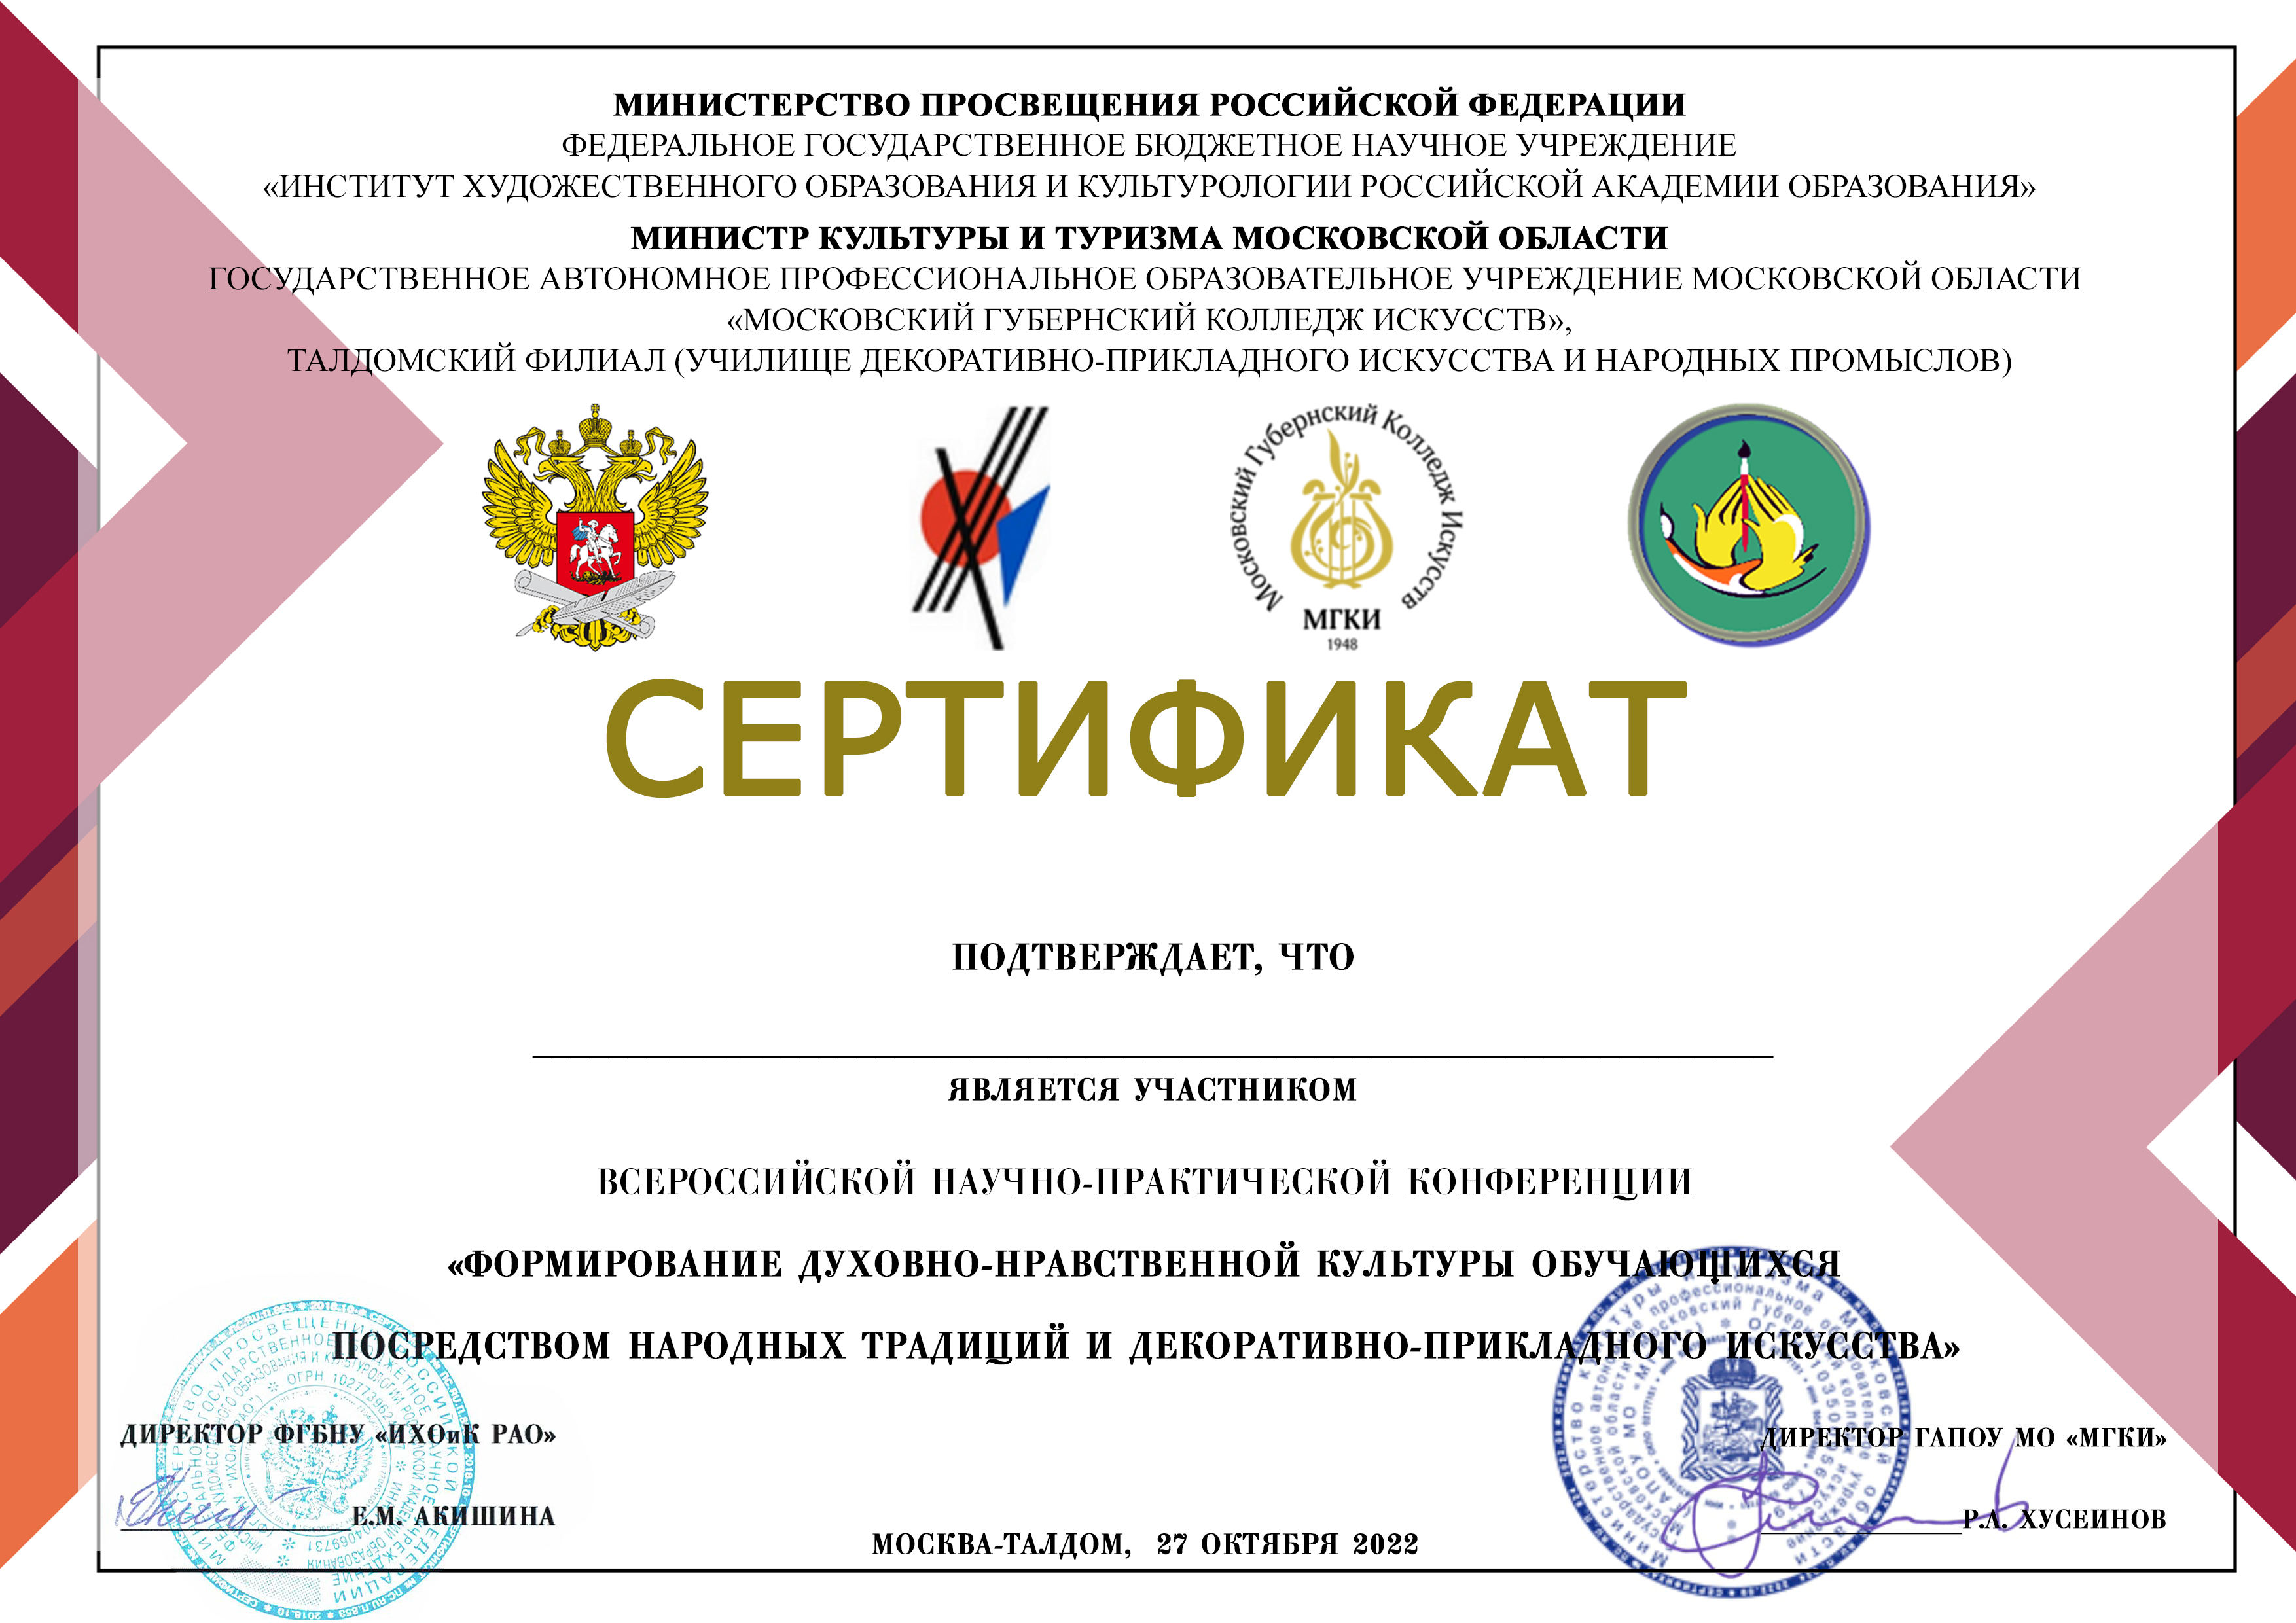 МИНИСТЕРСТВО ПРОСВЕЩЕНИЯ РОССИЙСКОЙ ФЕДЕРАЦИИ
ФЕДЕРАЛЬНОЕ ГОСУДАРСТВЕННОЕ БЮДЖЕТНОЕ НАУЧНОЕ УЧРЕЖДЕНИЕ
«ИНСТИТУТ ХУДОЖЕСТВЕННОГО ОБРАЗОВАНИЯ И КУЛЬТУРОЛОГИИ РОССИЙСКОЙ АКАДЕМИИ ОБРАЗОВАНИЯ»
МИНИСТР КУЛЬТУРЫ И ТУРИЗМА МОСКОВСКОЙ ОБЛАСТИ
ГОСУДАРСТВЕННОЕ АВТОНОМНОЕ ПРОФЕССИОНАЛЬНОЕ ОБРАЗОВАТЕЛЬНОЕ УЧРЕЖДЕНИЕ МОСКОВСКОЙ ОБЛАСТИ
«МОСКОВСКИЙ ГУБЕРНСКИЙ КОЛЛЕДЖ ИСКУССТВ»,
ТАЛДОМСКИЙ ФИЛИАЛ (УЧИЛИЩЕ ДЕКОРАТИВНО-ПРИКЛАДНОГО ИСКУССТВА И НАРОДНЫХ ПРОМЫСЛОВ)
Московский Губернский Колледж Искусств
МГКИ
1948
СЕРТИФИКАТ
ПОДТВЕРЖДАЕТ, ЧТО
ЯВЛЯЕТСЯ УЧАСТНИКОМ
ВСЕРОССИЙСКОЙ НАУЧНО-ПРАКТИЧЕСКОЙ КОНФЕРЕНЦИИ
«ФОРМИРОВАНИЕ ДУХОВНО-НРАВСТВЕННОЙ КУЛЬТУРЫ ОБУЧАЮЩИХСЯ
ПОСРЕДСТВОМ НАРОДНЫХ ТРАДИЦИЙ И ДЕКОРАТИВНО-ПРИКЛАДНОГО ИСКУССТВА»
ДИРЕКТОР ФГБНУ «ИХОиК РАО»
Е.М. АКИШИНА
ДИРЕКТОР ГАПОУ МО «МГКИ»
Р.А. ХУСЕИНОВ
МОСКВА-ТАЛДОМ, 27 ОКТЯБРЯ 2022